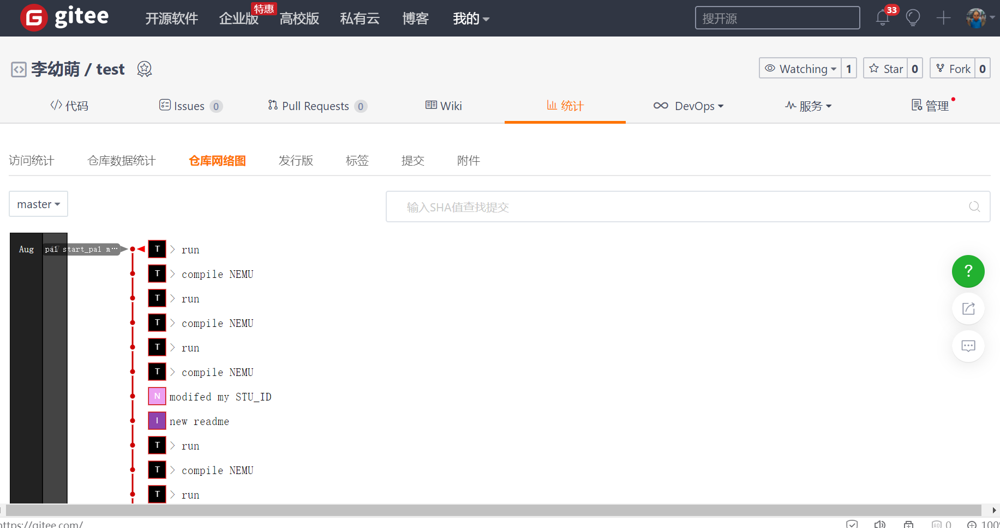 gitee 开源软件 企业版 特惠 高校版 私有云 博客 我的 搜开源 33
李幼萌 / test Watching 1 Star 0 Fork 0
代码 Issues 0 Pull Requests 0 Wiki 统计 DevOps 服务 管理
访问统计 仓库数据统计 仓库网络图 发行版 标签 提交 附件
master 输入SHA值查找提交
Aug pa1 start_pa1 m… T > run
T > compile NEMU
T > run
T > compile NEMU
T > run
T > compile NEMU
N modifed my STU_ID
I new readme
T > run
T > compile NEMU
T > run
?
https://gitee.com/ AD 0 100%